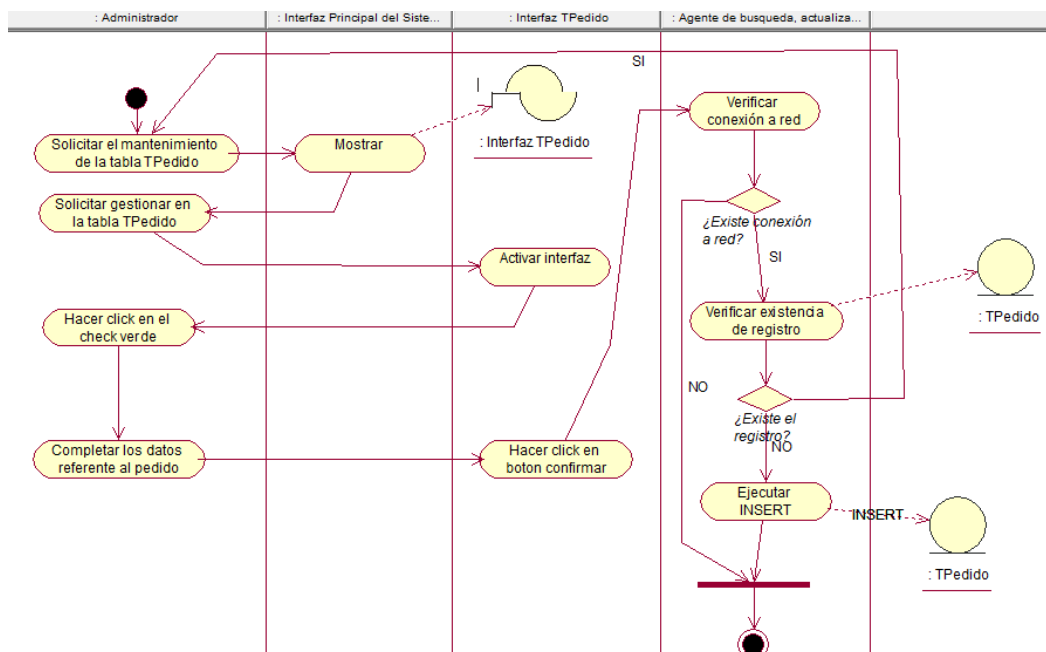 : Administrador
: Interfaz Principal del Siste...
: Interfaz TPedido
: Agente de busqueda, actualiza...
SI
Verificar
conexión a red
Solicitar el mantenimiento
de la tabla TPedido
Mostrar
: Interfaz TPedido
Solicitar gestionar en
la tabla TPedido
¿Existe conexión
a red?
SI
Activar interfaz
Hacer click en el
check verde
Verificar existencia
de registro
: TPedido
NO
¿Existe el
registro?
NO
Completar los datos
referente al pedido
Hacer click en
boton confirmar
Ejecutar
INSERT
INSERT
: TPedido